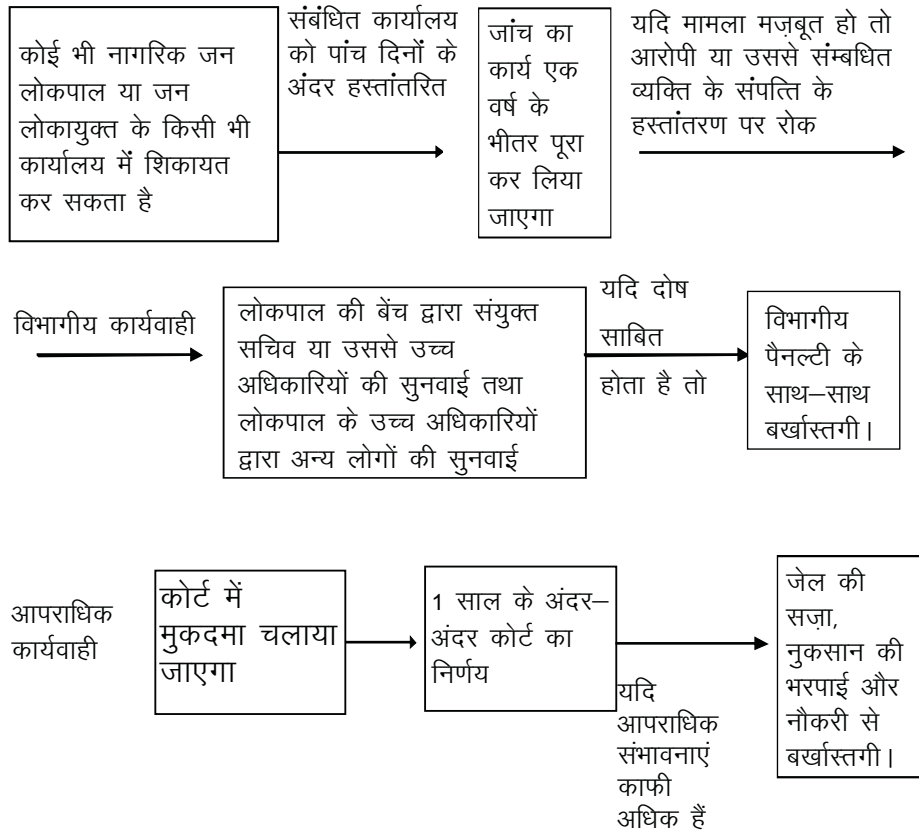 कोई भी नागरिक जन
लोकपाल या जन
लोकायुक्त के किसी भी
कार्यालय में शिकायत
कर सकता है
संबंधित कार्यालय
को पांच दिनों के
अंदर हस्तांतरित
जांच का
कार्य एक
वर्ष के
भीतर पूरा
कर लिया
जाएगा
यदि मामला मज़बूत हो तो
आरोपी या उससे संम्बधित
व्यक्ति के संपत्ति के
हस्तांतरण पर रोक
विभागीय कार्यवाही
लोकपाल की बेंच द्वारा संयुक्त
सचिव या उससे उच्च
अधिकारियों की सुनवाई तथा
लोकपाल के उच्च अधिकारियों
द्वारा अन्य लोगों की सुनवाई
यदि दोष
साबित
होता है तो
विभागीय
पैनल्टी के
साथ–साथ
बर्खास्तगी।
आपराधिक
कार्यवाही
कोर्ट में
मुकदमा चलाया
जाएगा
1 साल के अंदर–
अंदर कोर्ट का
निर्णय
यदि
आपराधिक
संभावनाएं
काफी
अधिक हैं
जेल की
सज़ा,
नुकसान की
भरपाई और
नौकरी से
बर्खास्तगी।